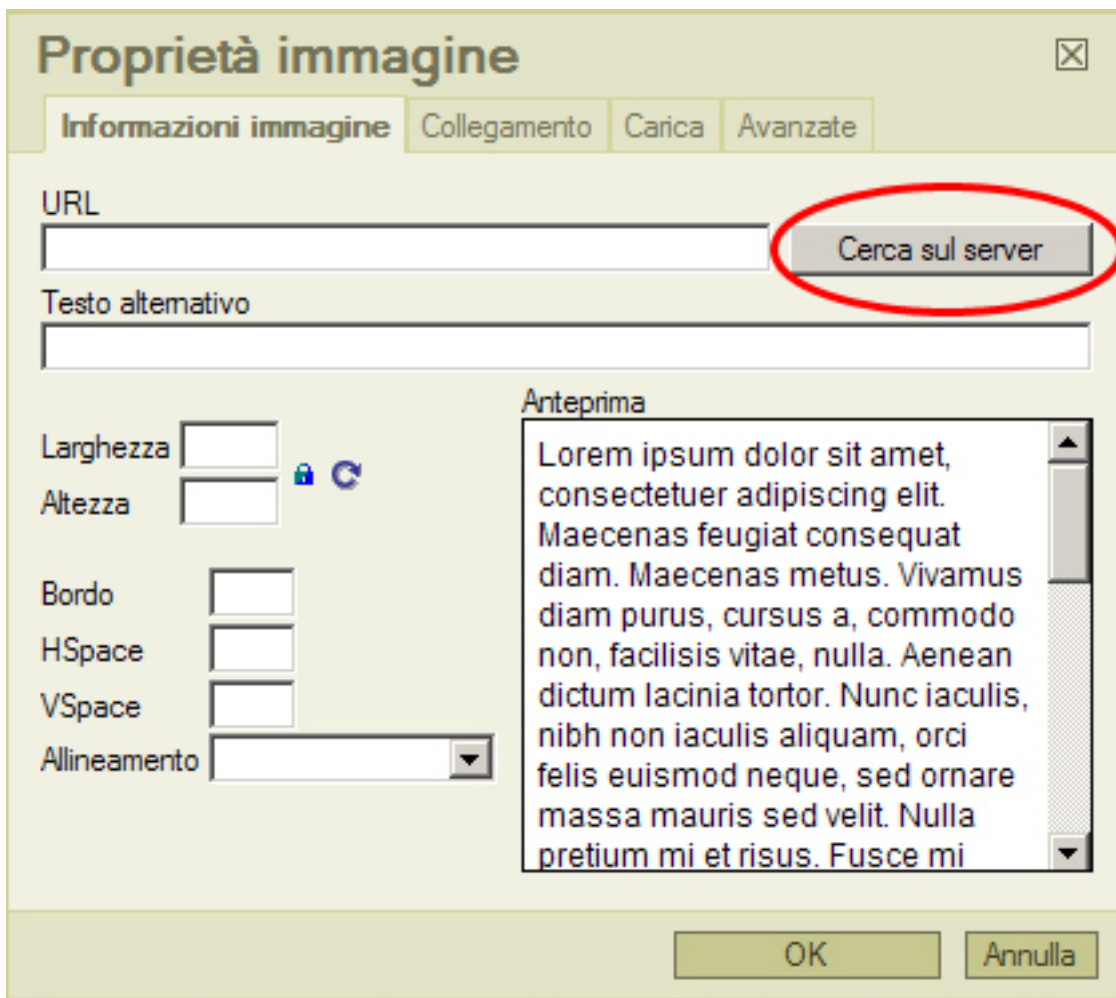 Proprietà immagine
Informazioni immagine Collegamento Carica Avanzate
URL
Cerca sul server
Testo alternativo
Anteprima
Larghezza
Altezza
Bordo
HSpace
VSpace
Allineamento
Lorem ipsum dolor sit amet,
consectetuer adipiscing elit.
Maecenas feugiat consequat
diam. Maecenas metus. Vivamus
diam purus, cursus a, commodo
non, facilisis vitae, nulla. Aenean
dictum lacinia tortor. Nunc iaculis,
nibh non iaculis aliquam, orci
felis euismod neque, sed ornare
massa mauris sed velit. Nulla
pretium mi et risus. Fusce mi
OK Annulla